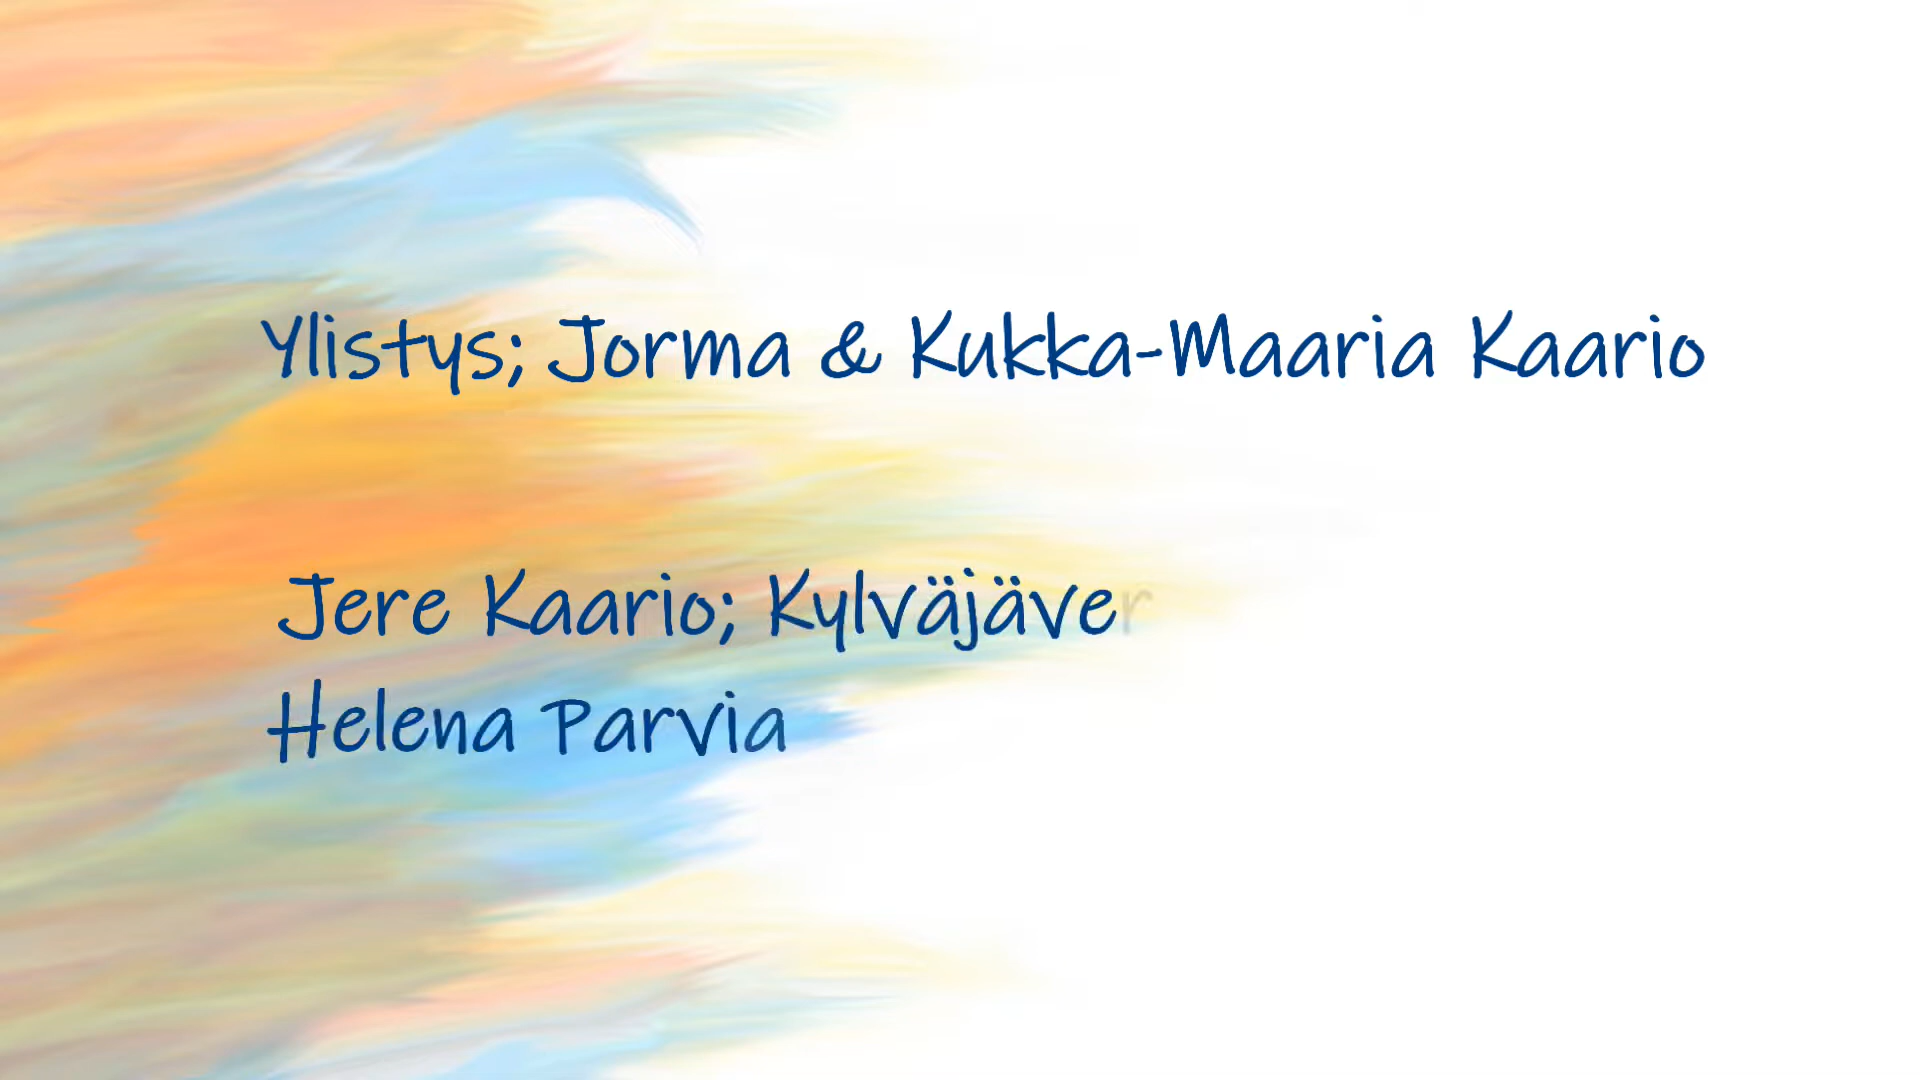 Ylistys; Jorma & Kukka-Maaria Kaario
Jere Kaario; Kylväjäver
Helena Parvia